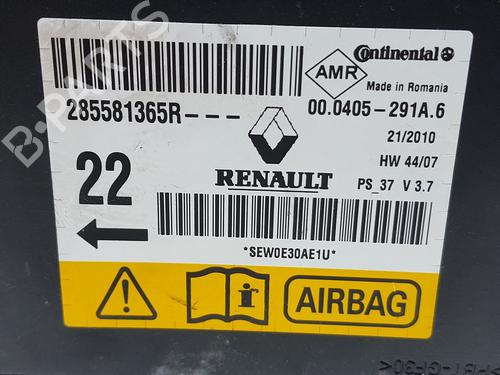 Continental
AMR
Made in Romania
285581365R---
00.0405-291A.6
21/2010
HW 44/07
22
RENAULT
PS_37 V 3.7
*SEW0E30AE1U*
AIRBAG
B-PARTS